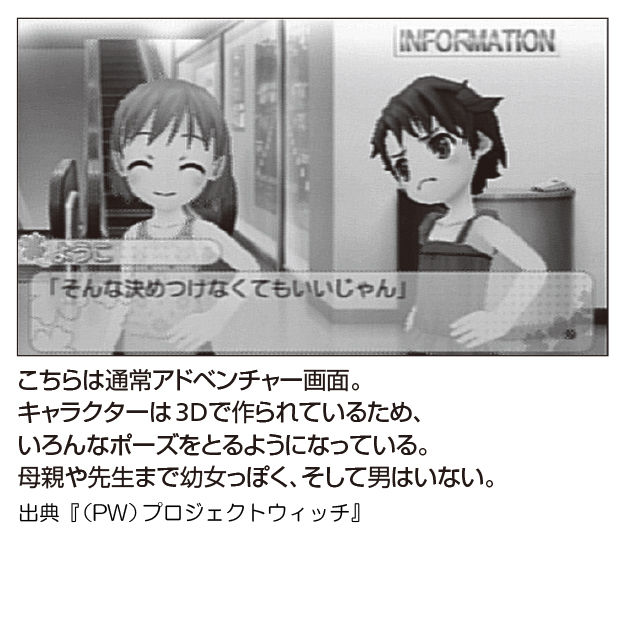 INFORMATION
ようこ
「そんな決めつけなくてもいいじゃん」
こちらは通常アドベンチャー画面。
キャラクターは3Dで作られているため、
いろんなポーズをとるようになっている。
母親や先生まで幼女っぽく、そして男はいない。
出典『（PW）プロジェクトウィッチ』